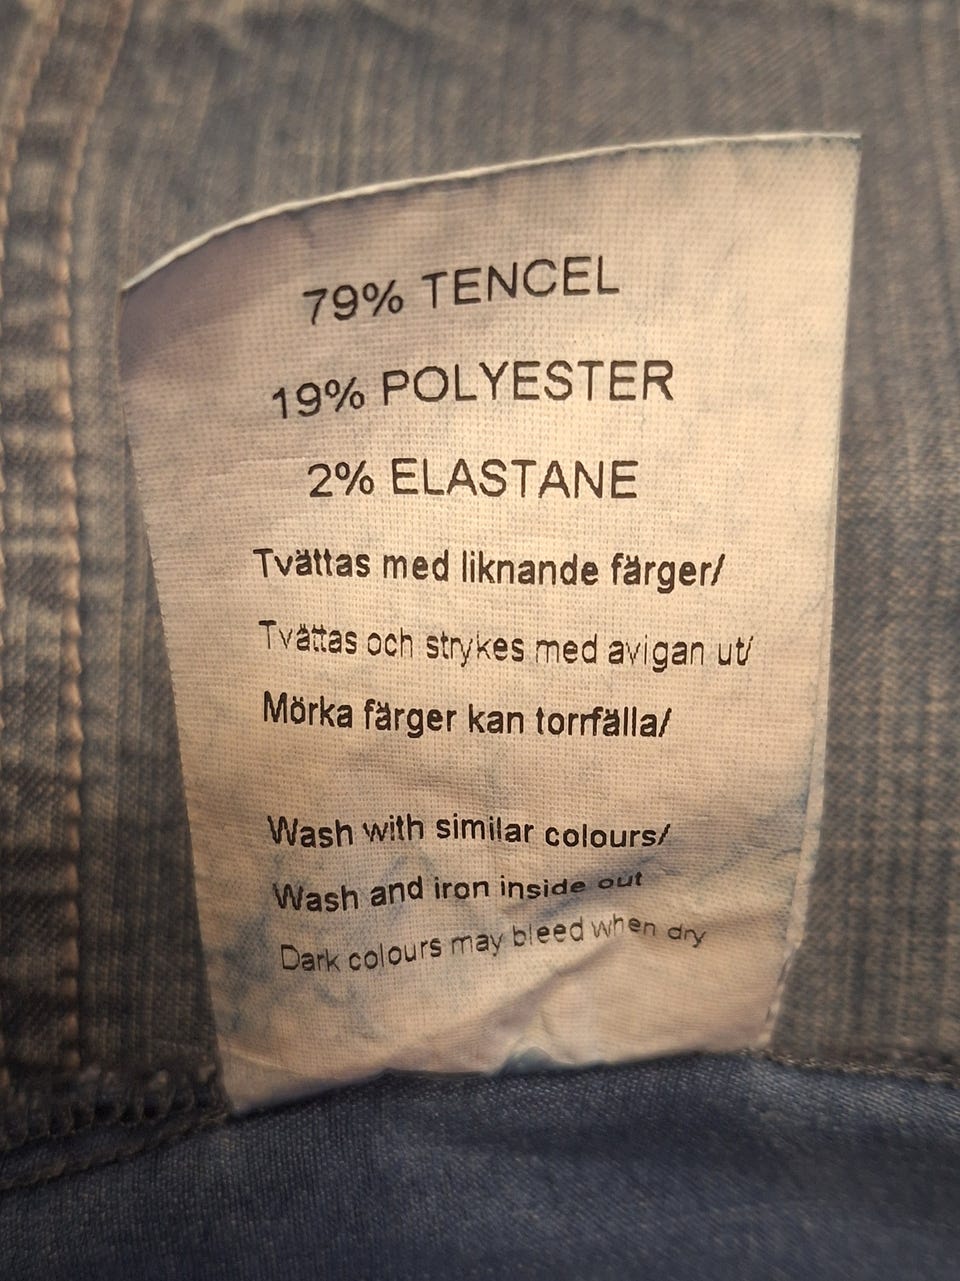 79% TENCEL
19% POLYESTER
2% ELASTANE
Tvättas med liknande färger/
Tvättas och strykes med avigan ut/
Mörka färger kan torrfälla/
Wash with similar colours/
Wash and iron inside out
Dark colours may bleed when dry